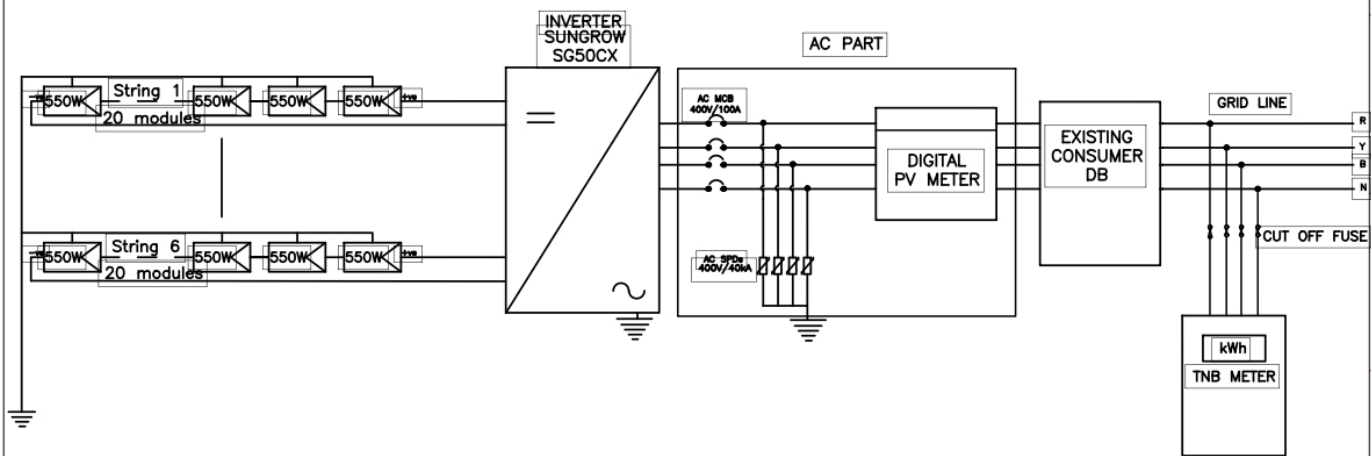 INVERTER
SUNGROW
SG50CX
AC PART
-ve 550W String 1 550W 550W 550W +ve
20 modules
AC MCB
400V/100A
GRID LINE
R
Y
B
N
DIGITAL
PV METER
EXISTING
CONSUMER
DB
-ve 550W String 6 550W 550W 550W +ve
20 modules
AC SPDs
400V/40kA
CUT OFF FUSE
kWh
TNB METER